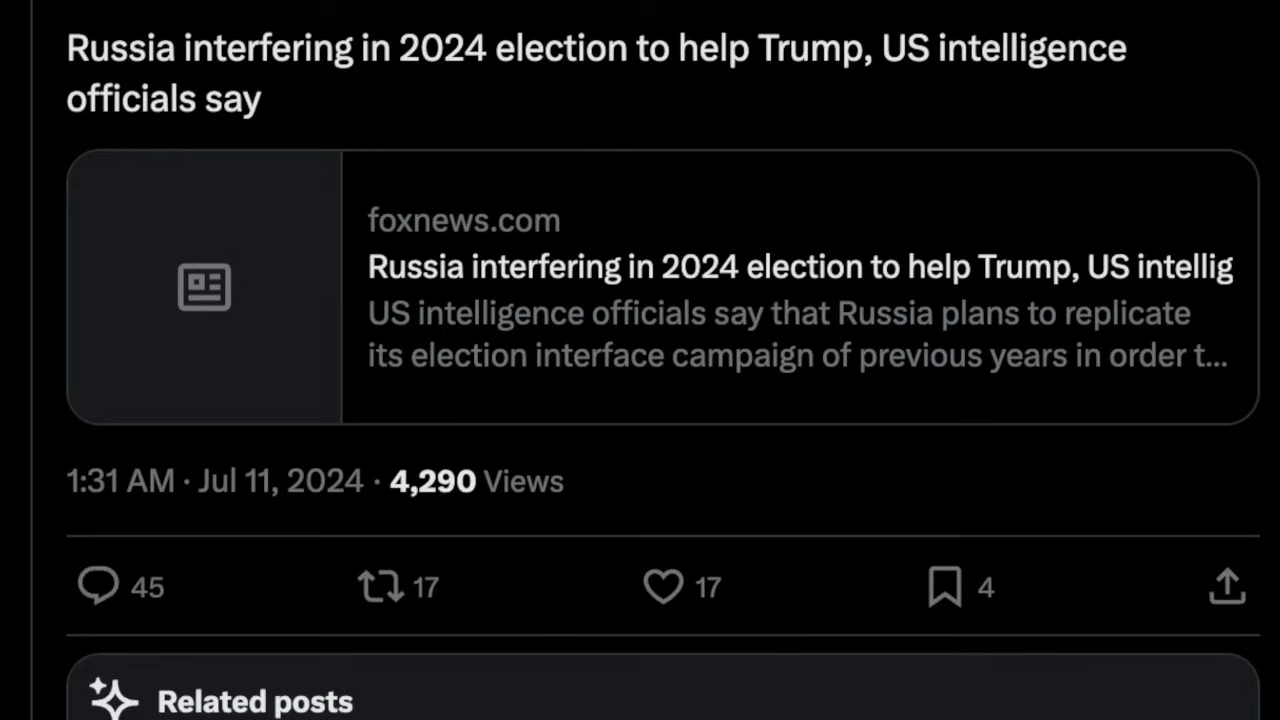 Russia interfering in 2024 election to help Trump, US intelligence
officials say
foxnews.com
Russia interfering in 2024 election to help Trump, US intellig
US intelligence officials say that Russia plans to replicate
its election interface campaign of previous years in order t...
1:31 AM · Jul 11, 2024 · 4,290 Views
45 17 17 4
Related posts